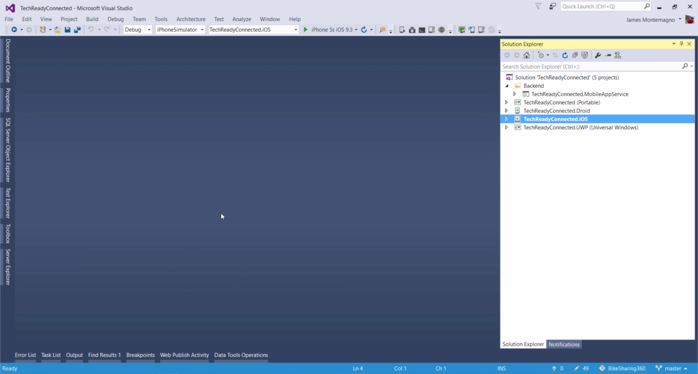 TechReadyConnected - Microsoft Visual Studio
Quick Launch (Ctrl+Q)
File Edit View Project Build Debug Team Tools Architecture Test Analyze Window Help
James Montemagno
Debug iPhoneSimulator TechReadyConnected.iOS iPhone 5s iOS 9.3
Document Outline
Properties
SQL Server Object Explorer
Test Explorer
Toolbox
Server Explorer
Solution Explorer
Search Solution Explorer (Ctrl+;)
Solution 'TechReadyConnected' (5 projects)
Backend
TechReadyConnected.MobileAppService
TechReadyConnected (Portable)
TechReadyConnected.Droid
TechReadyConnected.iOS
TechReadyConnected.UWP (Universal Windows)
Solution Explorer Notifications
Error List Task List Output Find Results 1 Breakpoints Web Publish Activity Data Tools Operations
Ready Ln 4 Col 1 Ch 1 INS 0 49 BikeSharing360 master